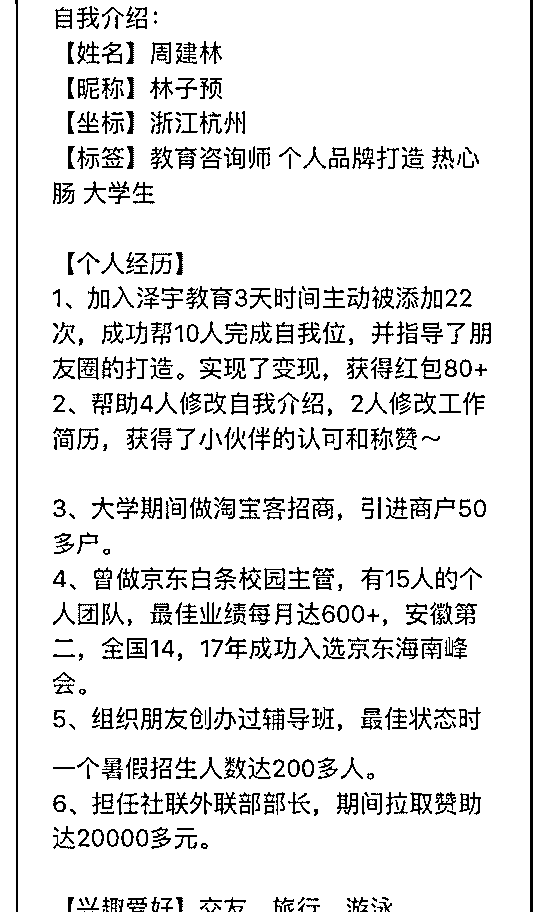 自我介绍：
【姓名】周建林
【昵称】林子预
【坐标】浙江杭州
【标签】教育咨询师 个人品牌打造 热心
肠 大学生
【个人经历】
1、加入泽宇教育3天时间主动被添加22
次，成功帮10人完成自我位，并指导了朋
友圈的打造。实现了变现，获得红包80+
2、帮助4人修改自我介绍，2人修改工作
简历，获得了小伙伴的认可和称赞～
3、大学期间做淘宝客招商，引进商户50
多户。
4、曾做京东白条校园主管，有15人的个
人团队，最佳业绩每月达600+，安徽第
二，全国14，17年成功入选京东海南峰
会。
5、组织朋友创办过辅导班，最佳状态时
一个暑假招生人数达200多人。
6、担任社联外联部部长，期间拉取赞助
达20000多元。
【兴趣爱好】交友、旅行、游泳